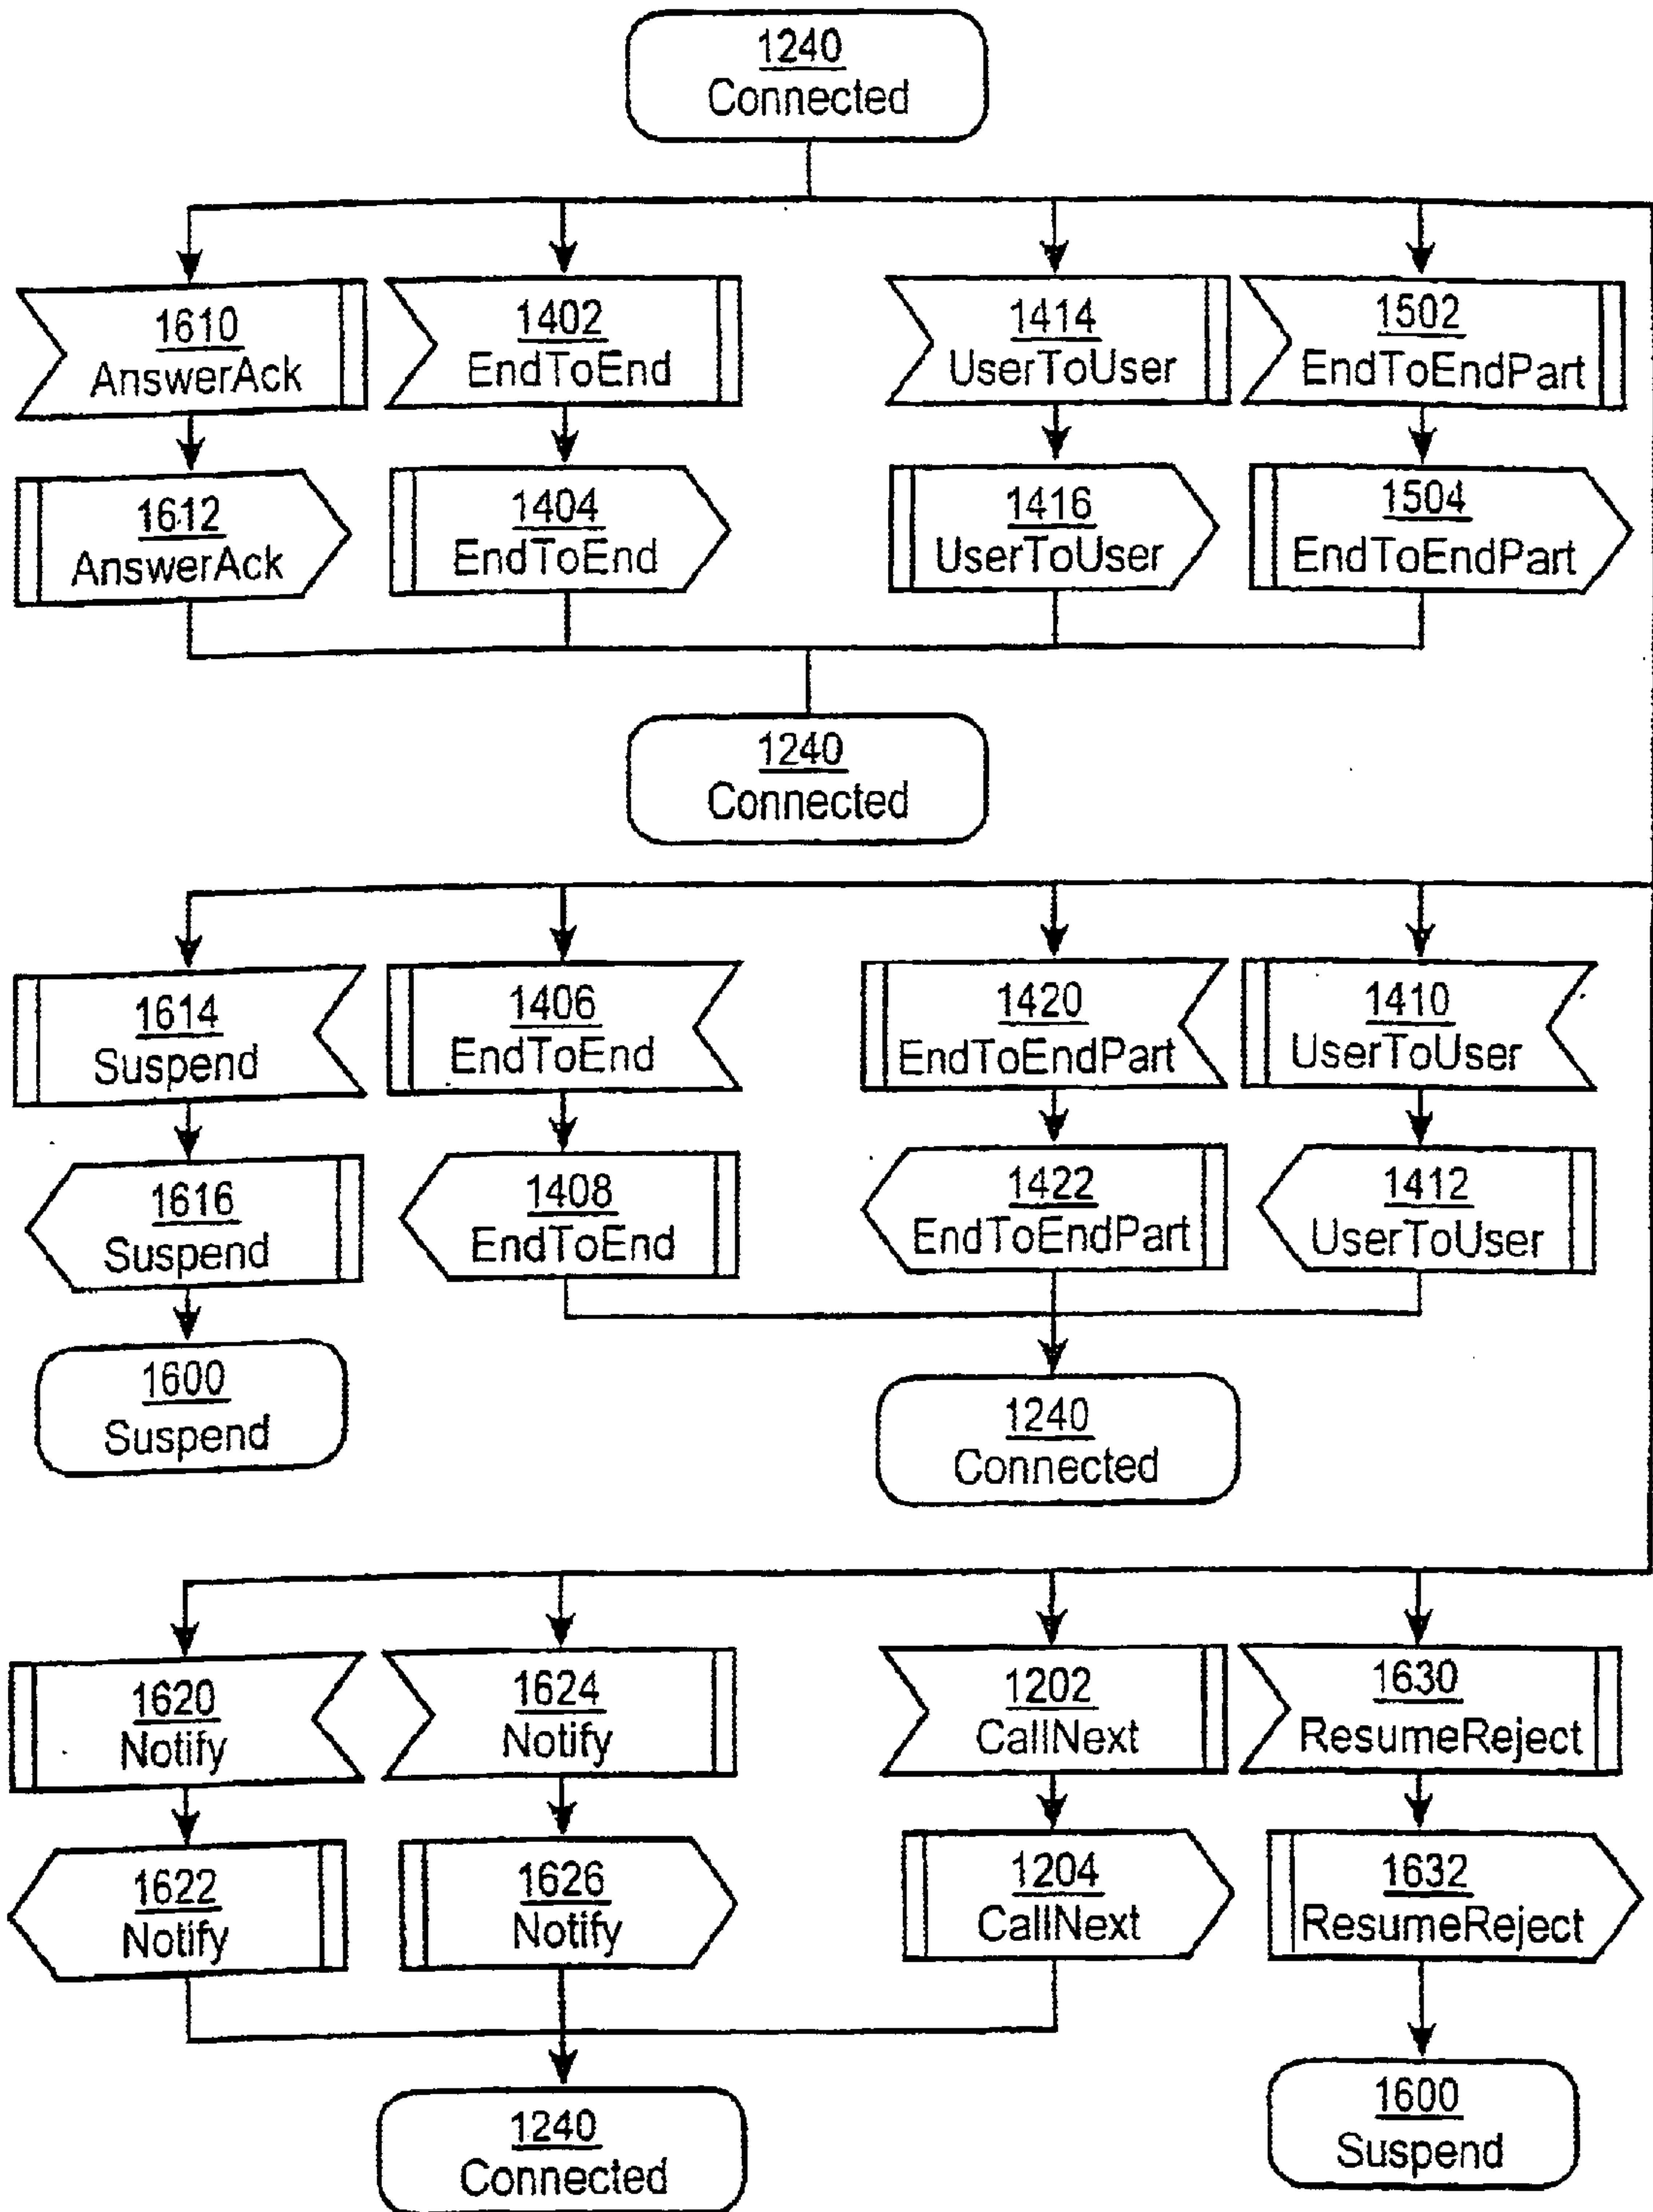 1240
Connected
1610
AnswerAck
1402
EndToEnd
1414
UserToUser
1502
EndToEndPart
1612
AnswerAck
1404
EndToEnd
1416
UserToUser
1504
EndToEndPart
1240
Connected
1614
Suspend
1406
EndToEnd
1420
EndToEndPart
1410
UserToUser
1616
Suspend
1408
EndToEnd
1422
EndToEndPart
1412
UserToUser
1600
Suspend
1240
Connected
1620
Notify
1624
Notify
1202
CallNext
1630
ResumeReject
1622
Notify
1626
Notify
1204
CallNext
1632
ResumeReject
1240
Connected
1600
Suspend